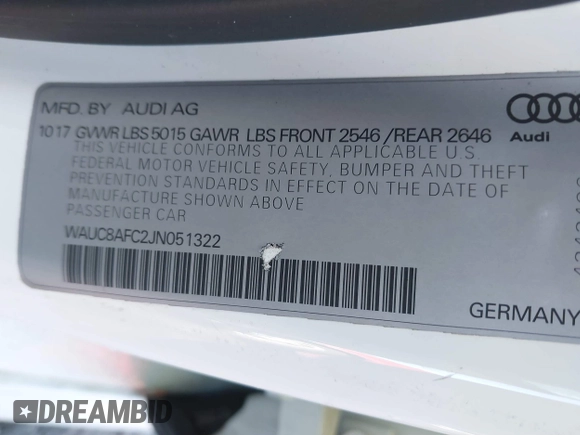 MFD. BY AUDI AG
10 17 GVWR LBS 5015 GAWR LBS FRONT 2546 / REAR 2646
THIS VEHICLE CONFORMS TO ALL APPLICABLE U.S.
FEDERAL MOTOR VEHICLE SAFETY, BUMPER AND THEFT
PREVENTION STANDARDS IN EFFECT ON THE DATE OF
MANUFACTURE SHOWN ABOVE
PASSENGER CAR
WAUC8AFC2JN051322
Audi
GERMANY
DREAMBID